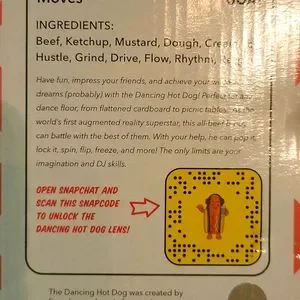 Moves
INGREDIENTS:
Beef, Ketchup, Mustard, Dough,
Hustle, Grind, Drive, Flow, Rhythm,
Have fun, impress your friends, and achieve your
dreams (probably) with the Dancing Hot Dog! Perfect for
dance floor, from flattened cardboard to picnic tables. As the
world's first augmented reality superstar, this all-beef
can battle with the best of them. With your help, he can pop it,
lock it, spin, flip, freeze, and more! The only limits are your
imagination and DJ skills.
OPEN SNAPCHAT AND
SCAN THIS SNAPCODE
TO UNLOCK THE
DANCING HOT DOG LENS!
The Dancing Hot Dog was created by